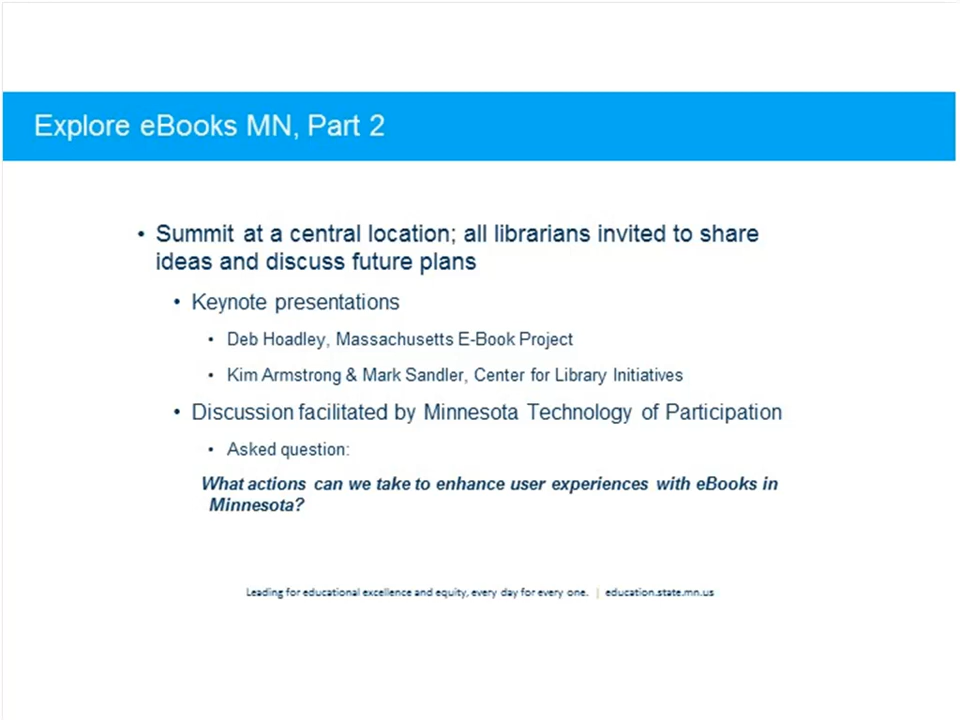 Explore eBooks MN, Part 2
• Summit at a central location; all librarians invited to share
ideas and discuss future plans
• Keynote presentations
• Deb Hoadley, Massachusetts E-Book Project
• Kim Armstrong & Mark Sandler, Center for Library Initiatives
• Discussion facilitated by Minnesota Technology of Participation
• Asked question:
What actions can we take to enhance user experiences with eBooks in
Minnesota?
Leading for educational excellence and equity, every day for every one. | education.state.mn.us